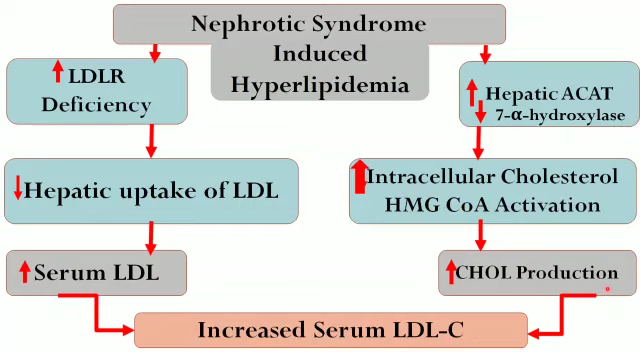 Nephrotic Syndrome
Induced
Hyperlipidemia
LDLR
Deficiency
Hepatic ACAT
7-α-hydroxylase
Hepatic uptake of LDL
Intracellular Cholesterol
HMG CoA Activation
Serum LDL
CHOL Production
Increased Serum LDL-C